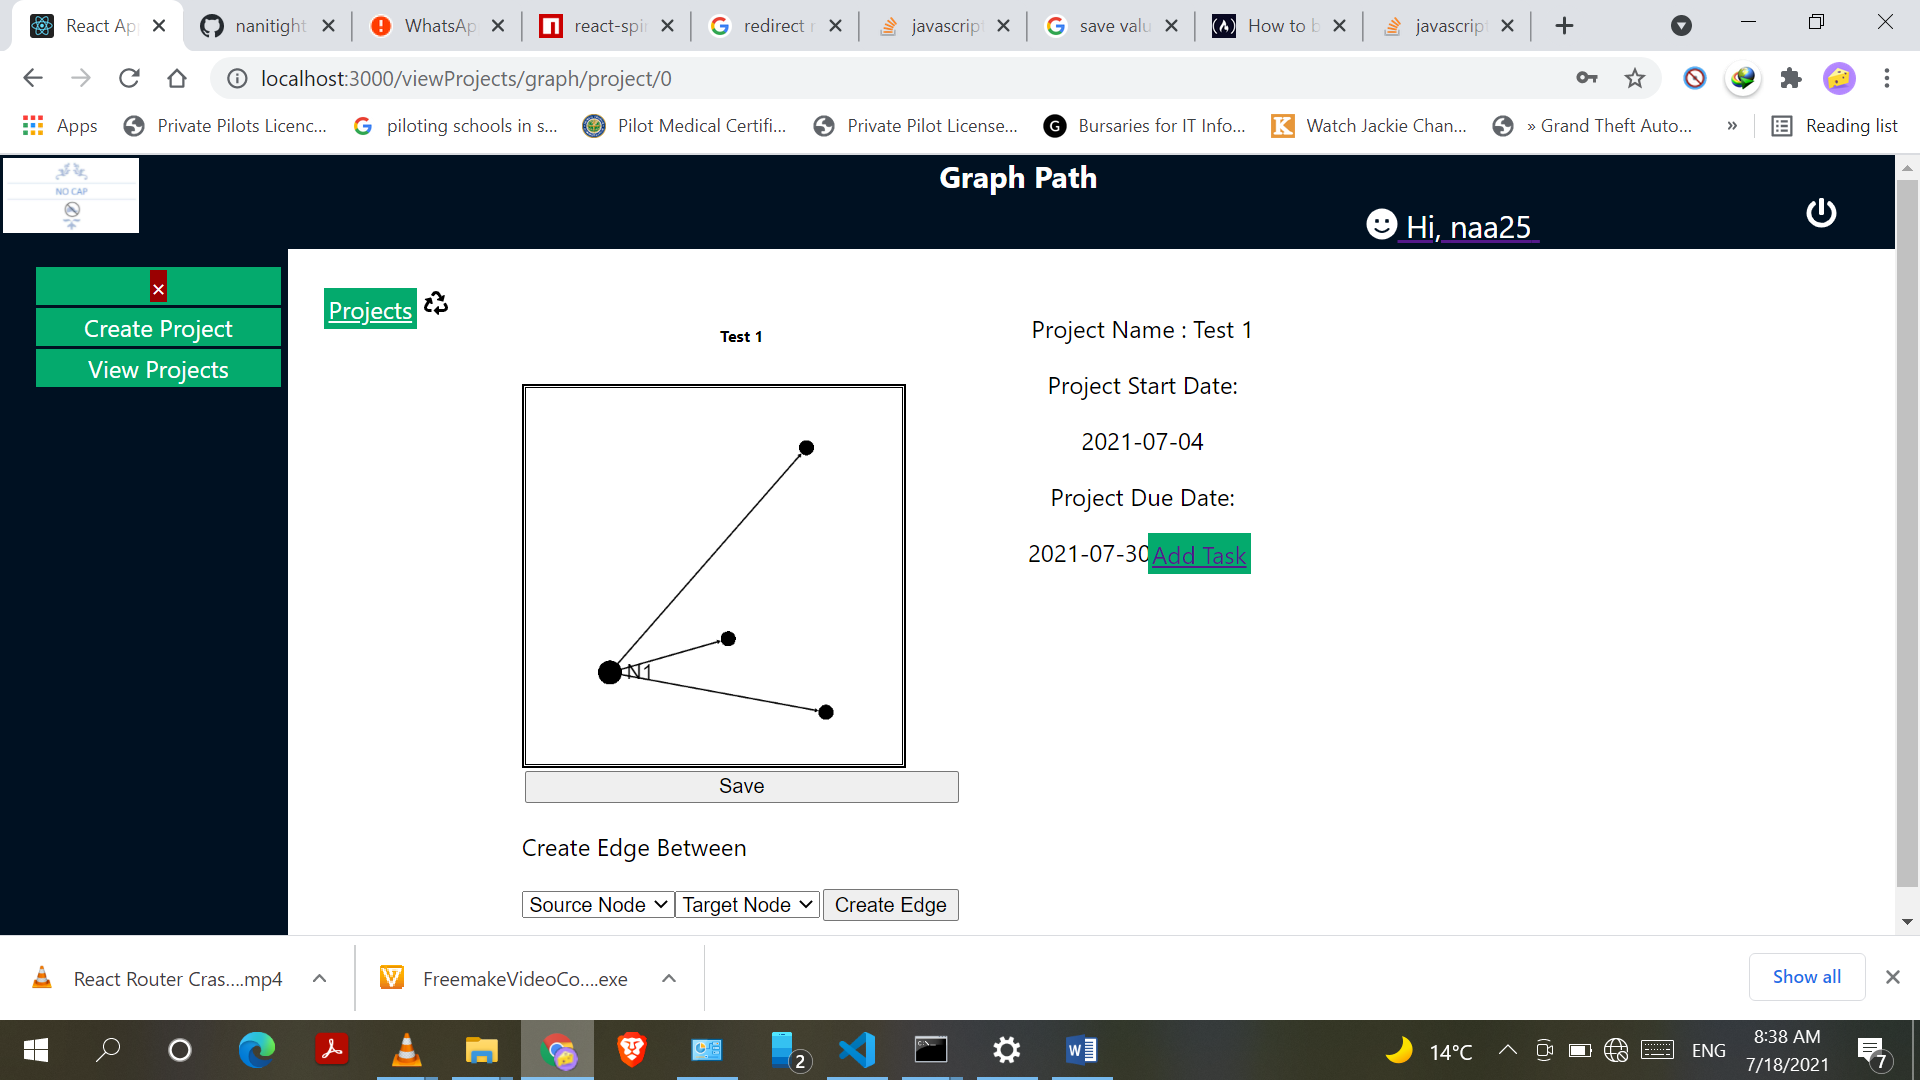 React Ap
nanitight
WhatsAp
react-spi
redirect r
javascript
save valu
How to b
javascript
localhost:3000/viewProjects/graph/project/0
Apps
Private Pilots Licenc...
piloting schools in s...
Pilot Medical Certifi...
Private Pilot License...
Bursaries for IT Info...
Watch Jackie Chan...
» Grand Theft Auto...
»
Reading list
NO CAP
Graph Path
Hi, naa25
×
Create Project
View Projects
Projects
Test 1
N1
Save
Create Edge Between
Source Node
Target Node
Create Edge
Project Name : Test 1
Project Start Date:
2021-07-04
Project Due Date:
2021-07-30 Add Task
React Router Cras....mp4
FreemakeVideoCo....exe
Show all
2
14°C
ENG
8:38 AM
7/18/2021
7